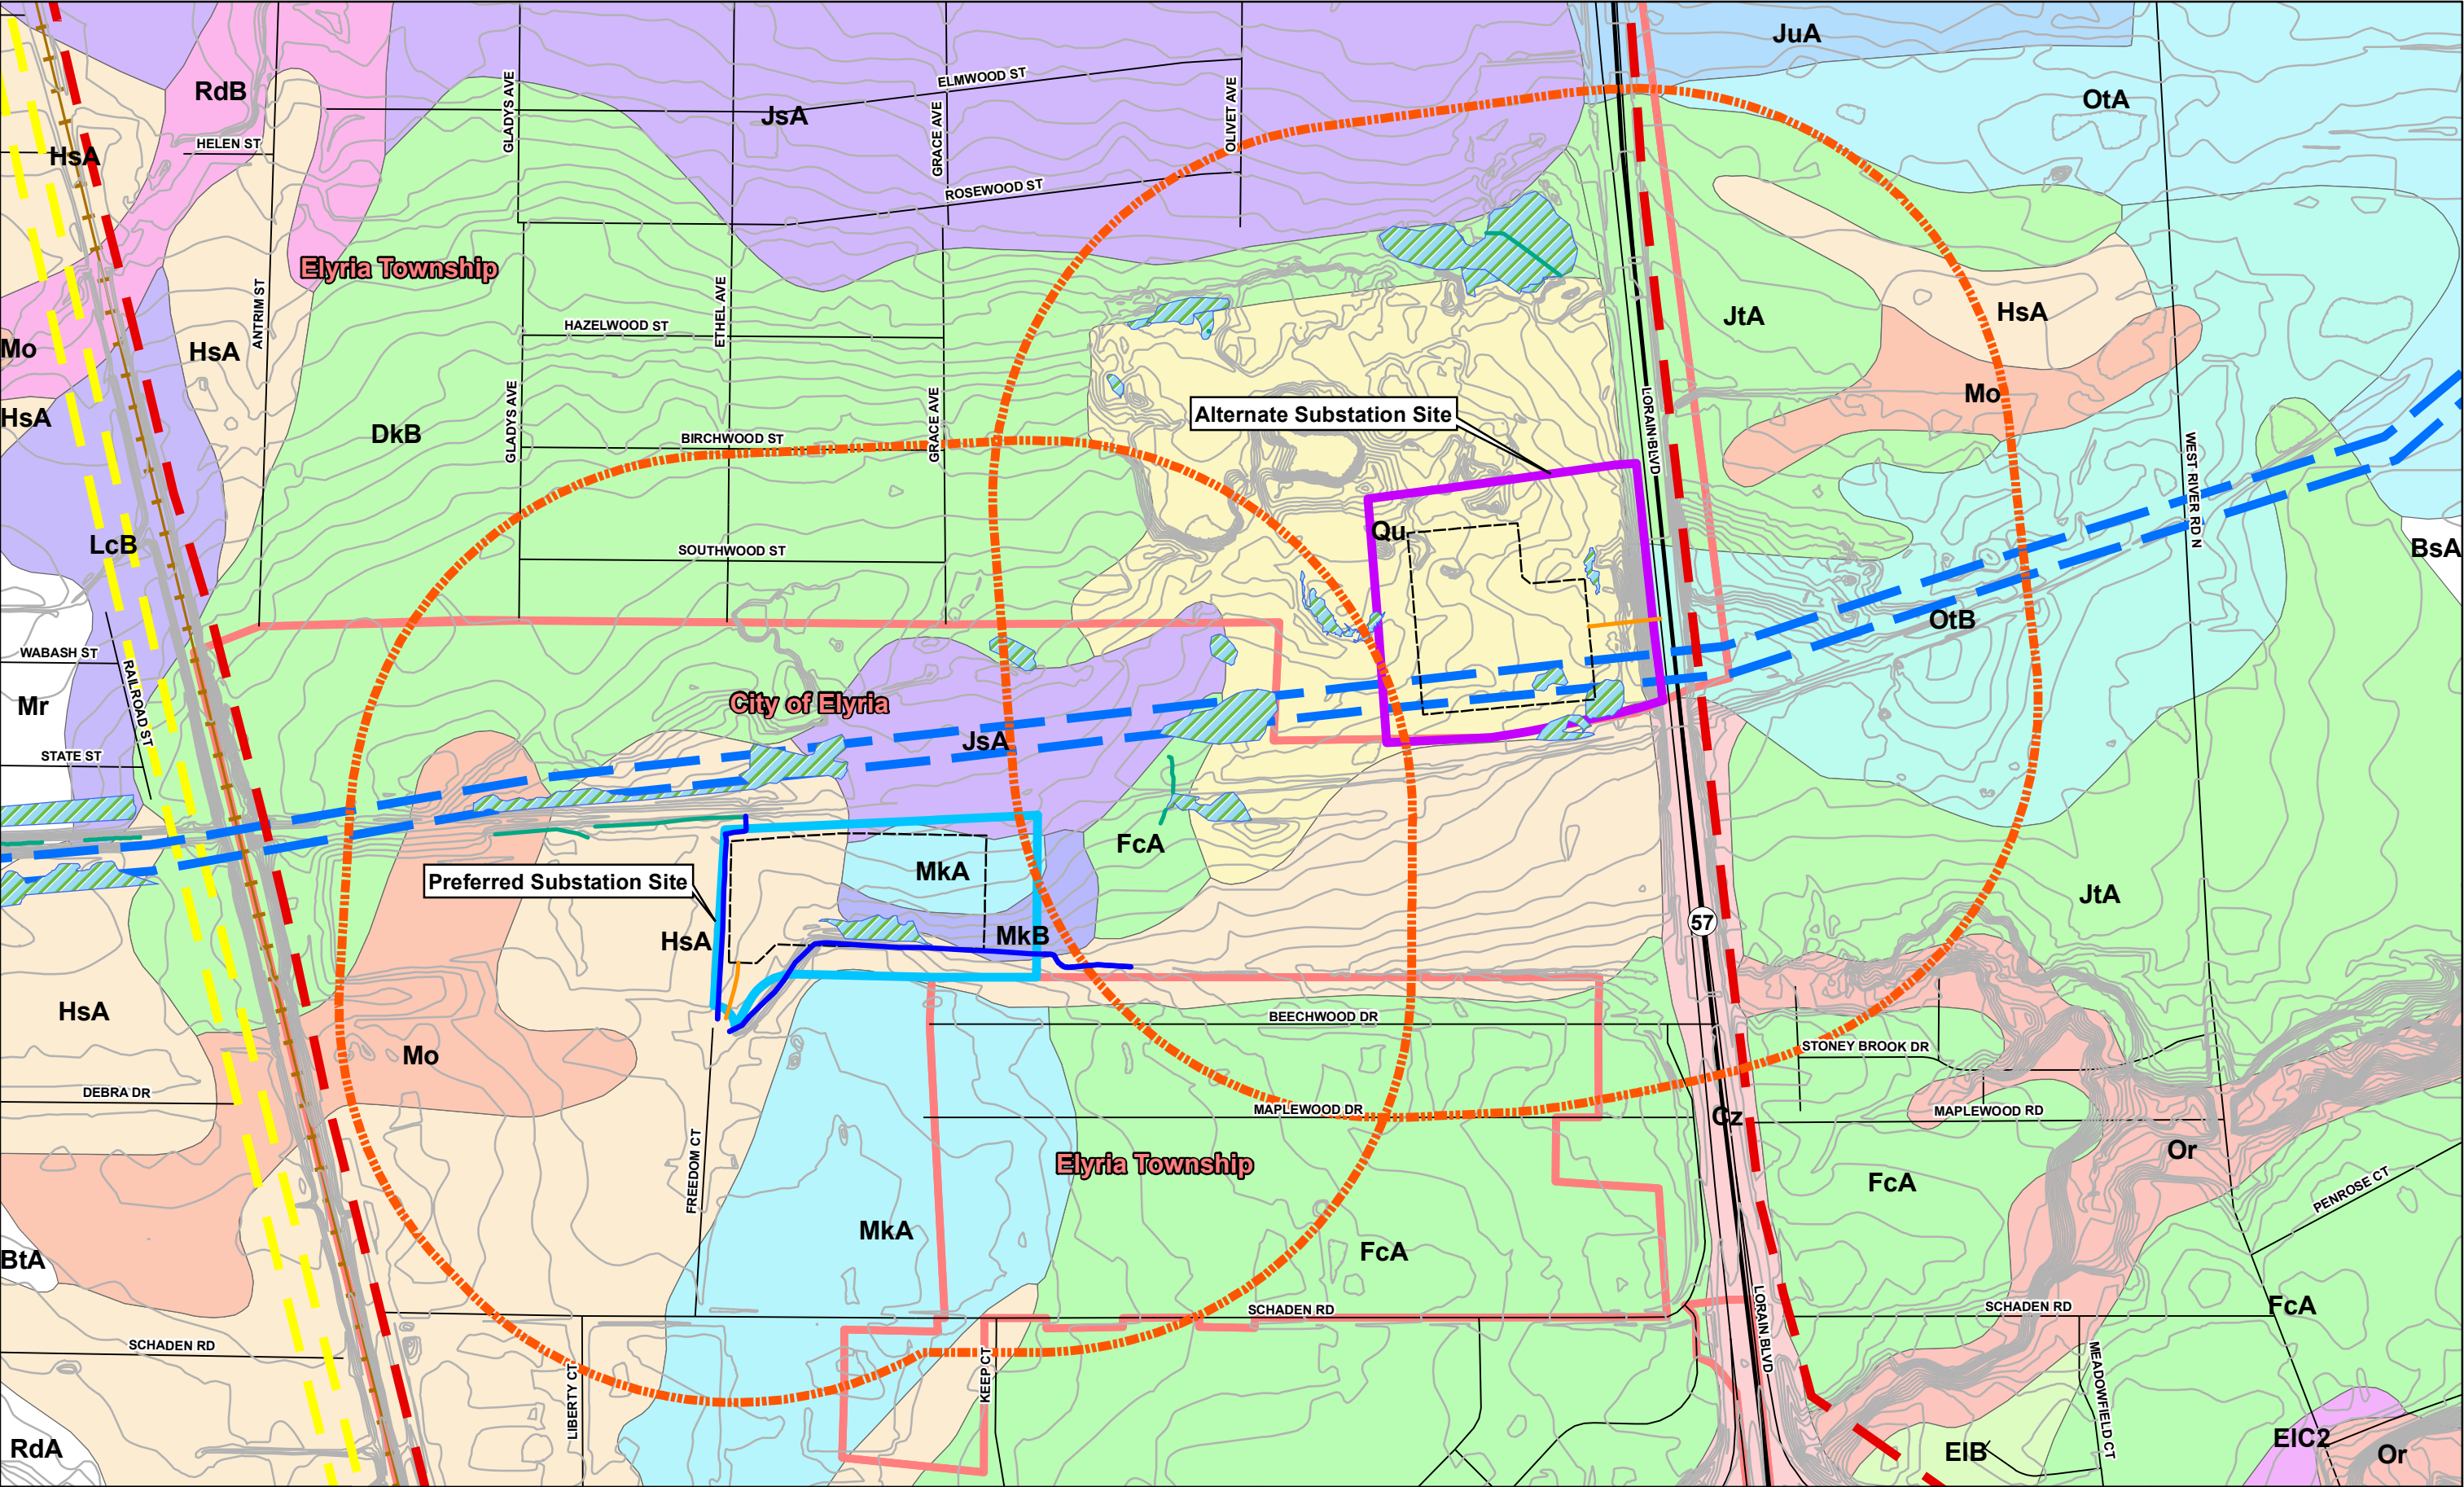 JuA
RdB
ELMWOOD ST
OtA
GLADYS AVE
JsA
GRACE AVE
OLIVET AVE
HELEN ST
HsA
ROSEWOOD ST
Elyria Township
ANTRIM ST
ETHEL AVE
HAZELWOOD ST
JtA
HsA
Mo
HsA
Mo
HsA
GLADYS AVE
DkB
BIRCHWOOD ST
GRACE AVE
Alternate Substation Site
LORAIN BLVD
WEST RIVER RD N
Qu
LcB
SOUTHWOOD ST
BsA
OtB
WABASH ST
RAILROAD ST
Mr
City of Elyria
JsA
STATE ST
FcA
Preferred Substation Site
MkA
JtA
57
HsA
MkB
HsA
BEECHWOOD DR
Mo
STONEY BROOK DR
DEBRA DR
MAPLEWOOD DR
Cz
MAPLEWOOD RD
FREEDOM CT
Elyria Township
Or
FcA
PENROSE CT
MkA
FcA
BtA
SCHADEN RD
SCHADEN RD
FcA
SCHADEN RD
LORAIN BLVD
LIBERTY CT
KEEP CT
MEADOWFIELD CT
RdA
ElB
ElC2
Or